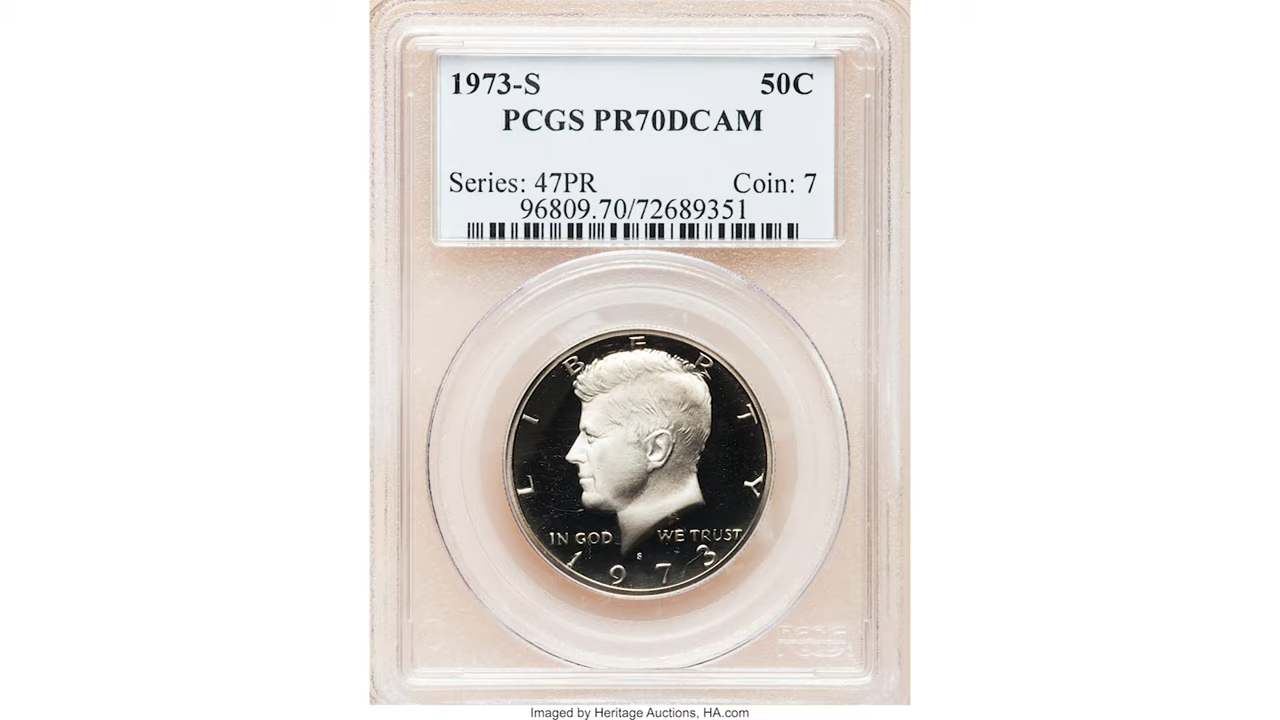 1973-S 50C
PCGS PR70DCAM
Series: 47PR Coin: 7
96809.70/72689351
LIBERTY
IN GOD WE TRUST
S
1973
PCGS
Imaged by Heritage Auctions, HA.com